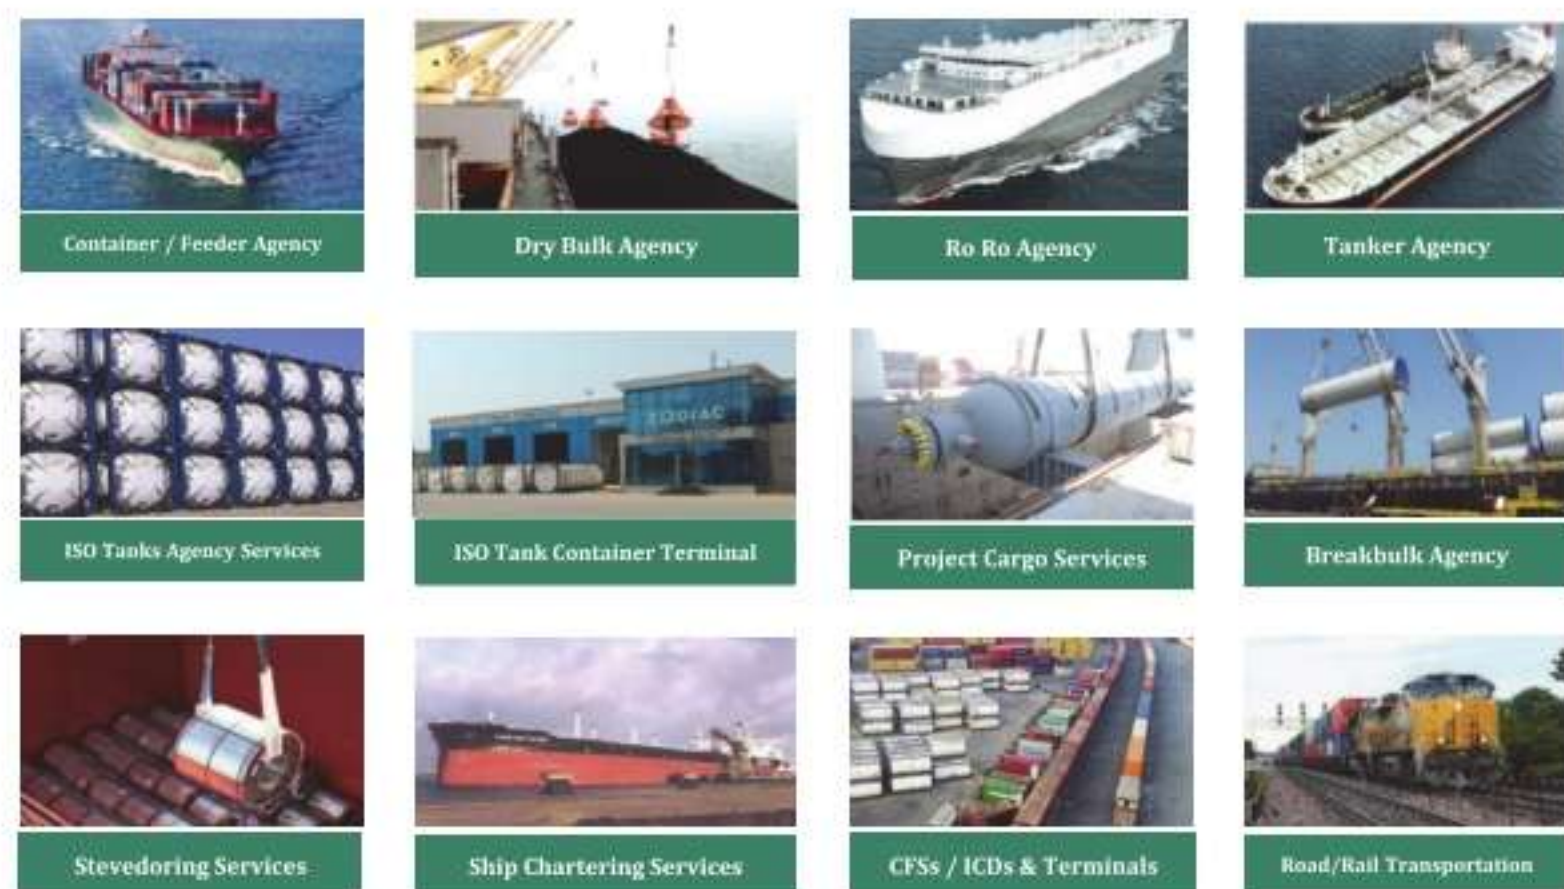 Container / Feeder Agency
Dry Bulk Agency
Ro Ro Agency
Tanker Agency
ZODIAC
ISO Tanks Agency Services
ISO Tank Container Terminal
Project Cargo Services
Breakbulk Agency
Stevedoring Services
Ship Chartering Services
CFSs / ICDs & Terminals
Road/Rail Transportation